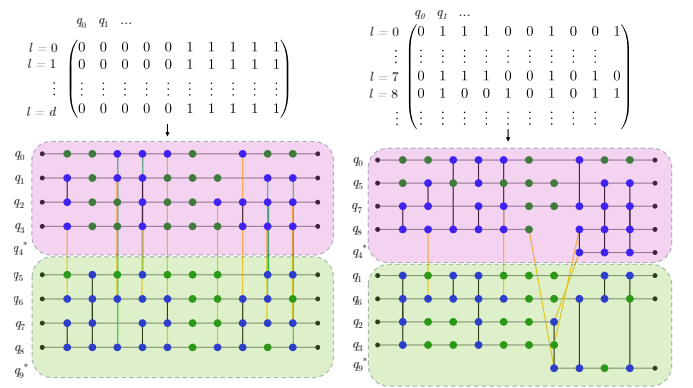 q0 q1 ...
l = 0 0 0 0 0 0 1 1 1 1 1
l = 1 0 0 0 0 0 1 1 1 1 1
⋮ ⋮ ⋮ ⋮ ⋮ ⋮ ⋮ ⋮ ⋮ ⋮ ⋮
l = d 0 0 0 0 0 1 1 1 1 1
q0
q1
q2
q3
q4*
q5
q6
q7
q8
q9*
q0 q1 ...
l = 0 0 1 1 1 0 1 0 0 1
⋮ ⋮ ⋮ ⋮ ⋮ ⋮ ⋮ ⋮ ⋮ ⋮
l = 7 0 1 1 1 0 0 1 0 1 0
l = 8 0 1 0 0 1 0 1 0 1 1
⋮ ⋮ ⋮ ⋮ ⋮ ⋮ ⋮ ⋮ ⋮ ⋮
q0
q5
q7
q8
q4*
q1
q6
q2
q3
q9*